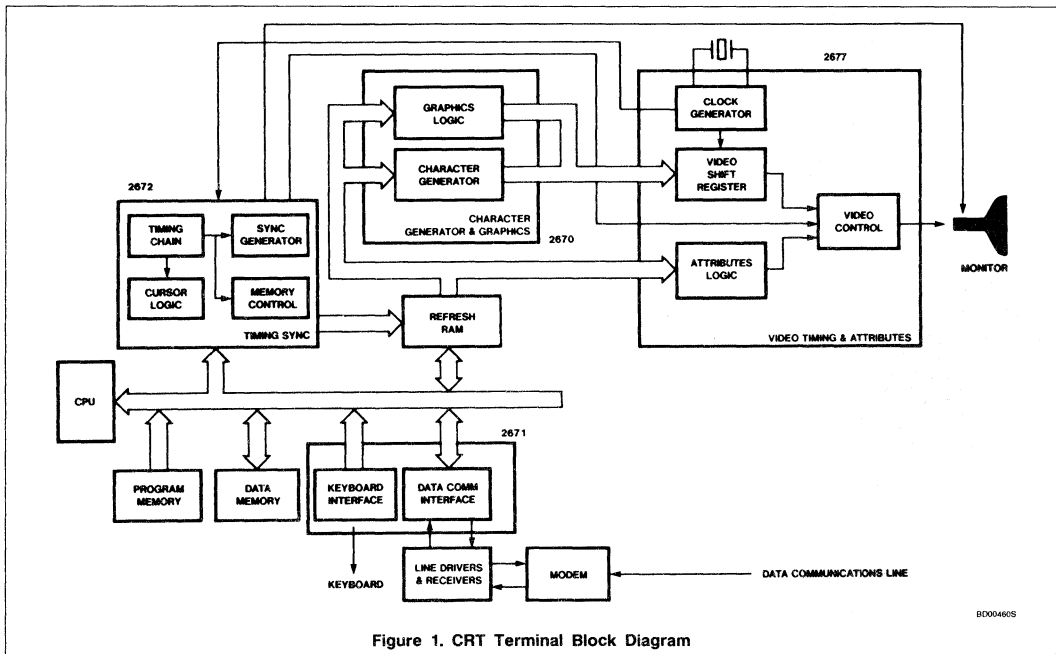 2677
CLOCK
GENERATOR
GRAPHICS
LOGIC
CHARACTER
GENERATOR
VIDEO
SHIFT
REGISTER
2672
TIMING
CHAIN
SYNC
GENERATOR
CHARACTER
GENERATOR & GRAPHICS
2670
VIDEO
CONTROL
MONITOR
CURSOR
LOGIC
MEMORY
CONTROL
TIMING SYNC
REFRESH
RAM
ATTRIBUTES
LOGIC
VIDEO TIMING & ATTRIBUTES
CPU
2671
PROGRAM
MEMORY
DATA
MEMORY
KEYBOARD
INTERFACE
DATA COMM
INTERFACE
KEYBOARD
LINE DRIVERS
& RECEIVERS
MODEM
DATA COMMUNICATIONS LINE
BD00460S
Figure 1. CRT Terminal Block Diagram